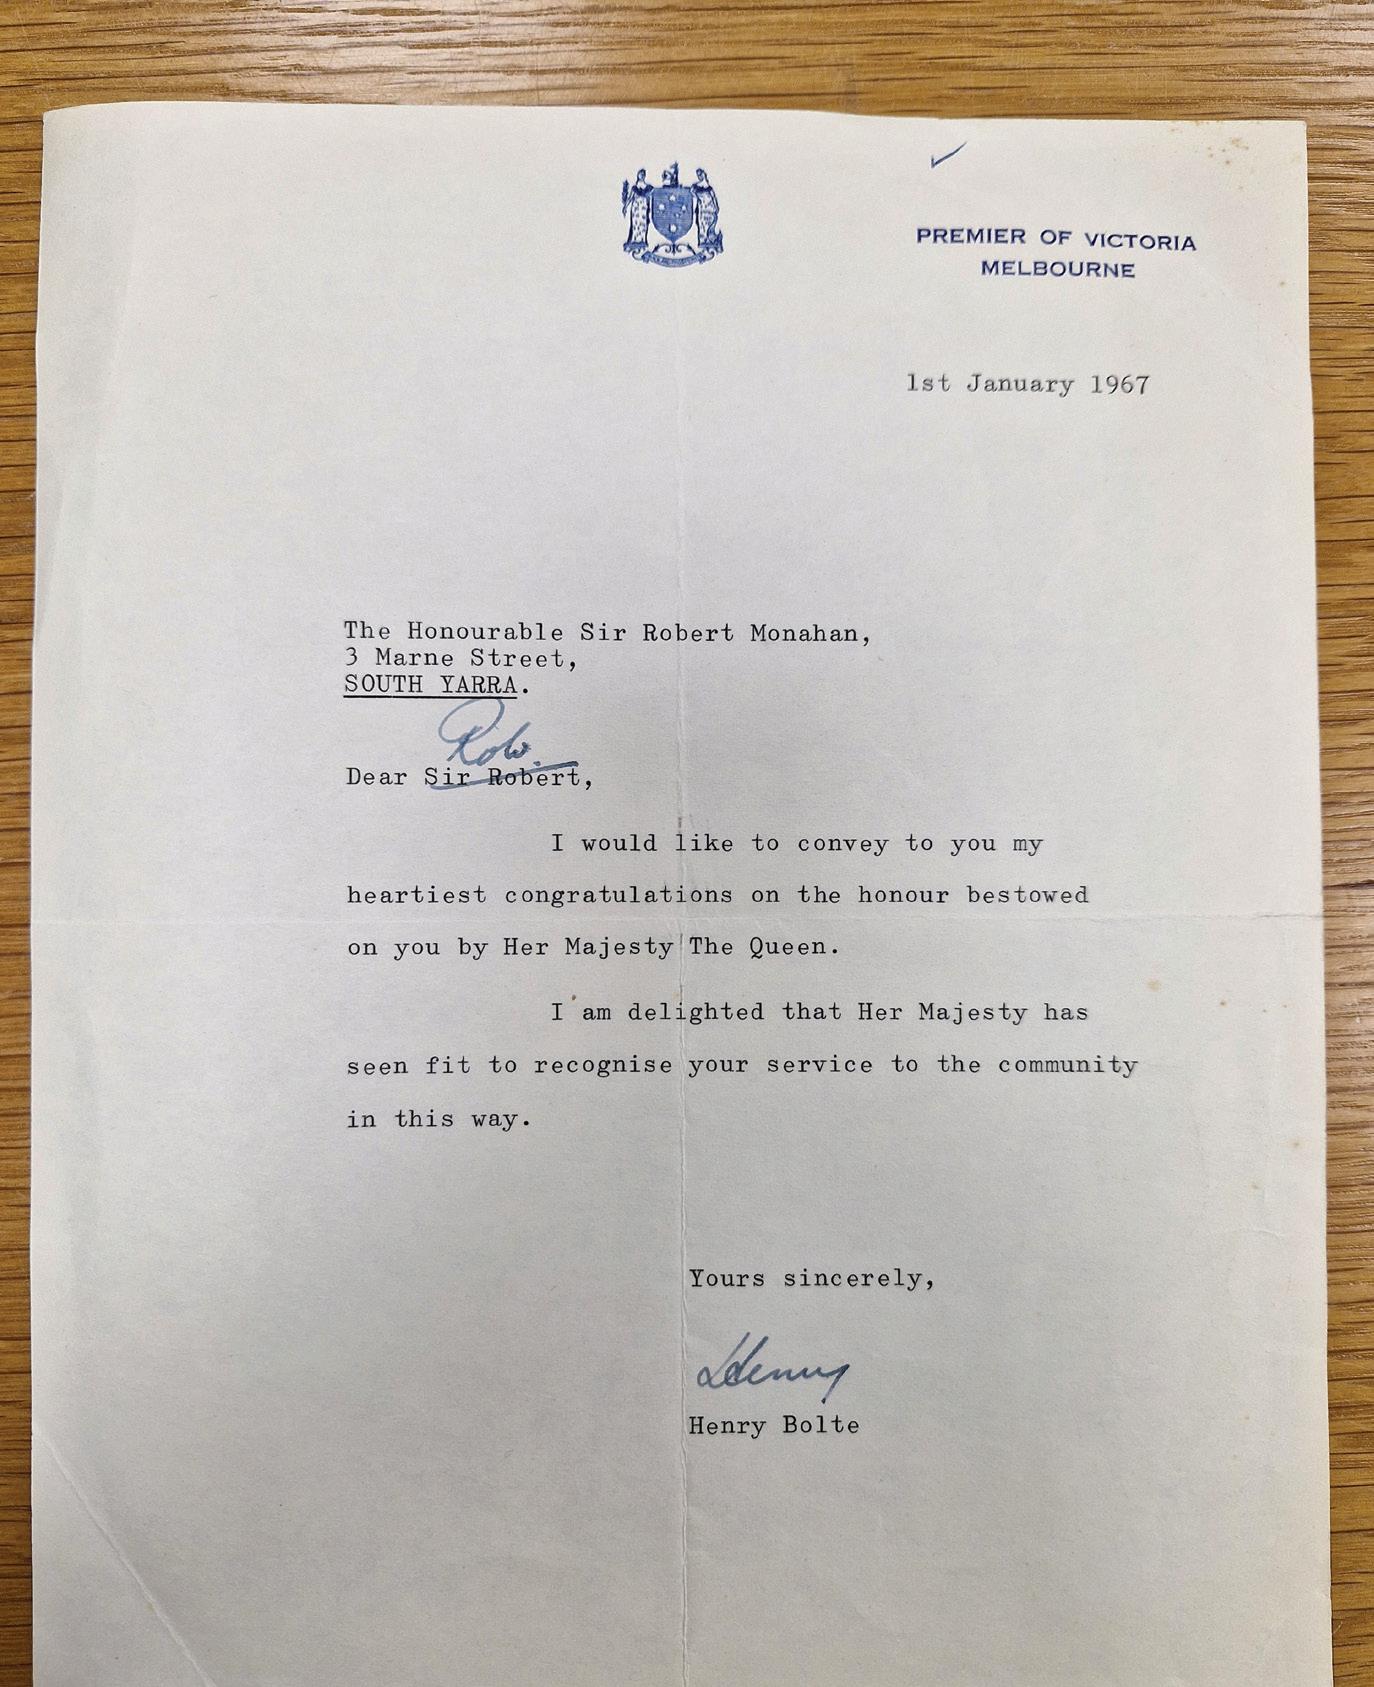 PREMIER OF VICTORIA
MELBOURNE
1st January 1967
The Honourable Sir Robert Monahan,
3 Marne Street,
SOUTH YARRA.
Rob.
Dear Sir Robert,
I would like to convey to you my
heartiest congratulations on the honour bestowed
on you by Her Majesty The Queen.
I am delighted that Her Majesty has
seen fit to recognise your service to the community
in this way.
Yours sincerely,
Henry
Henry Bolte